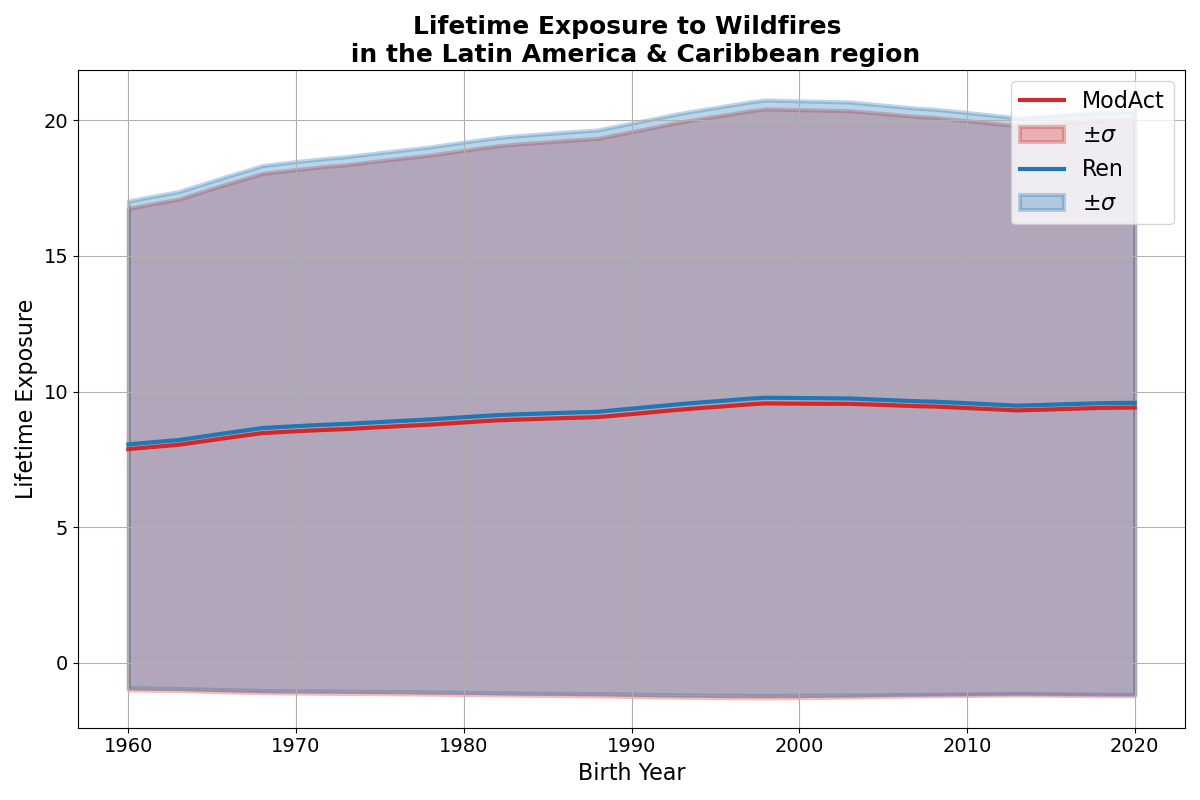 Lifetime Exposure to Wildfires
in the Latin America & Caribbean region
ModAct
±σ
Ren
±σ
Lifetime Exposure
20
15
10
5
0
1960 1970 1980 1990 2000 2010 2020
Birth Year